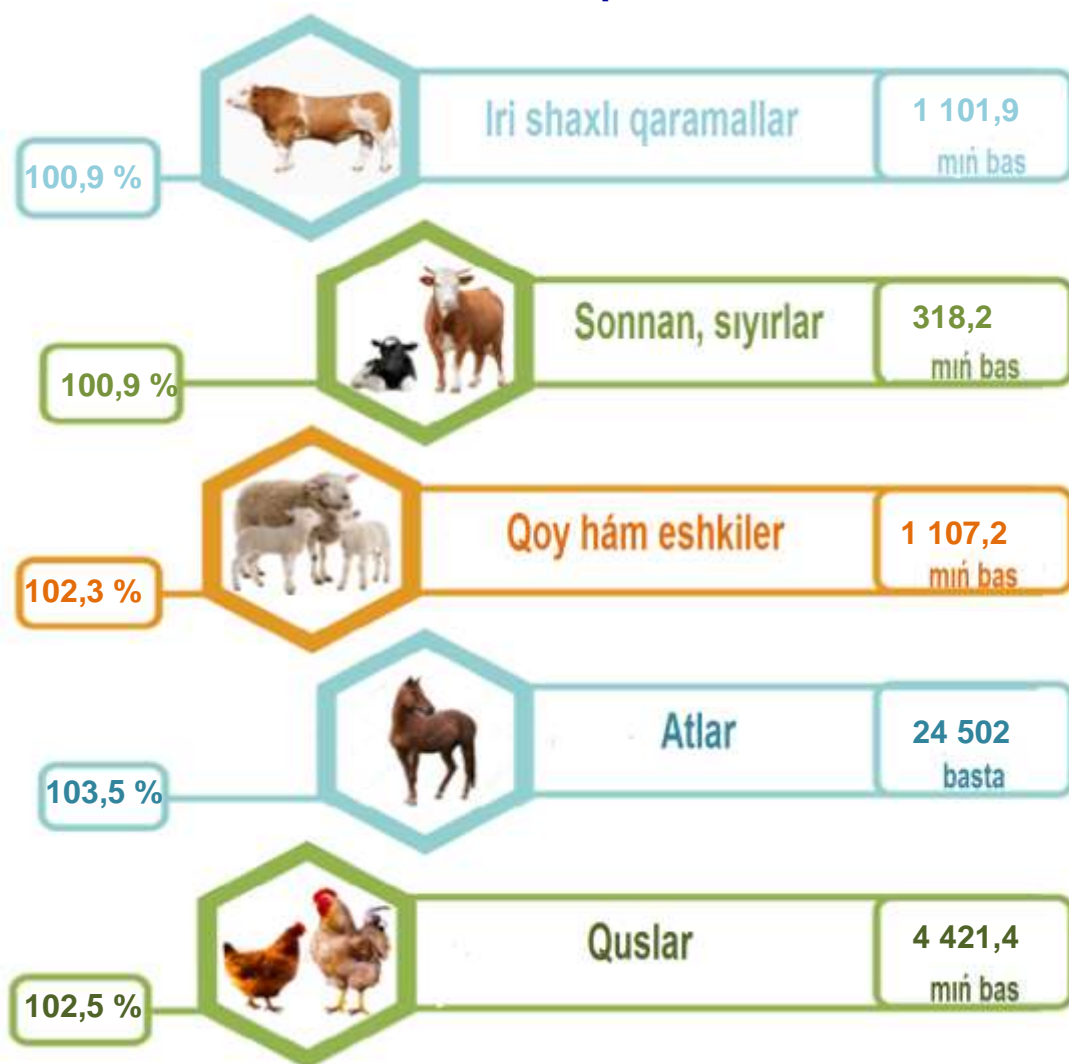 Iri shaxlı qaramallar
1 101,9
mıń bas
100,9 %
Sonnan, sıyırlar
318,2
mıń bas
100,9 %
Qoy hám eshkiler
1 107,2
mıń bas
102,3 %
Atlar
24 502
basta
103,5 %
Quslar
4 421,4
mıń bas
102,5 %